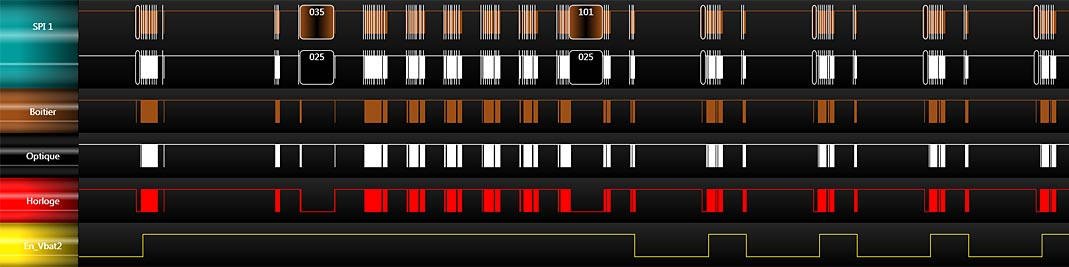 SPI 1
035
101
025
025
Boitier
Optique
Horloge
En_Vbat2